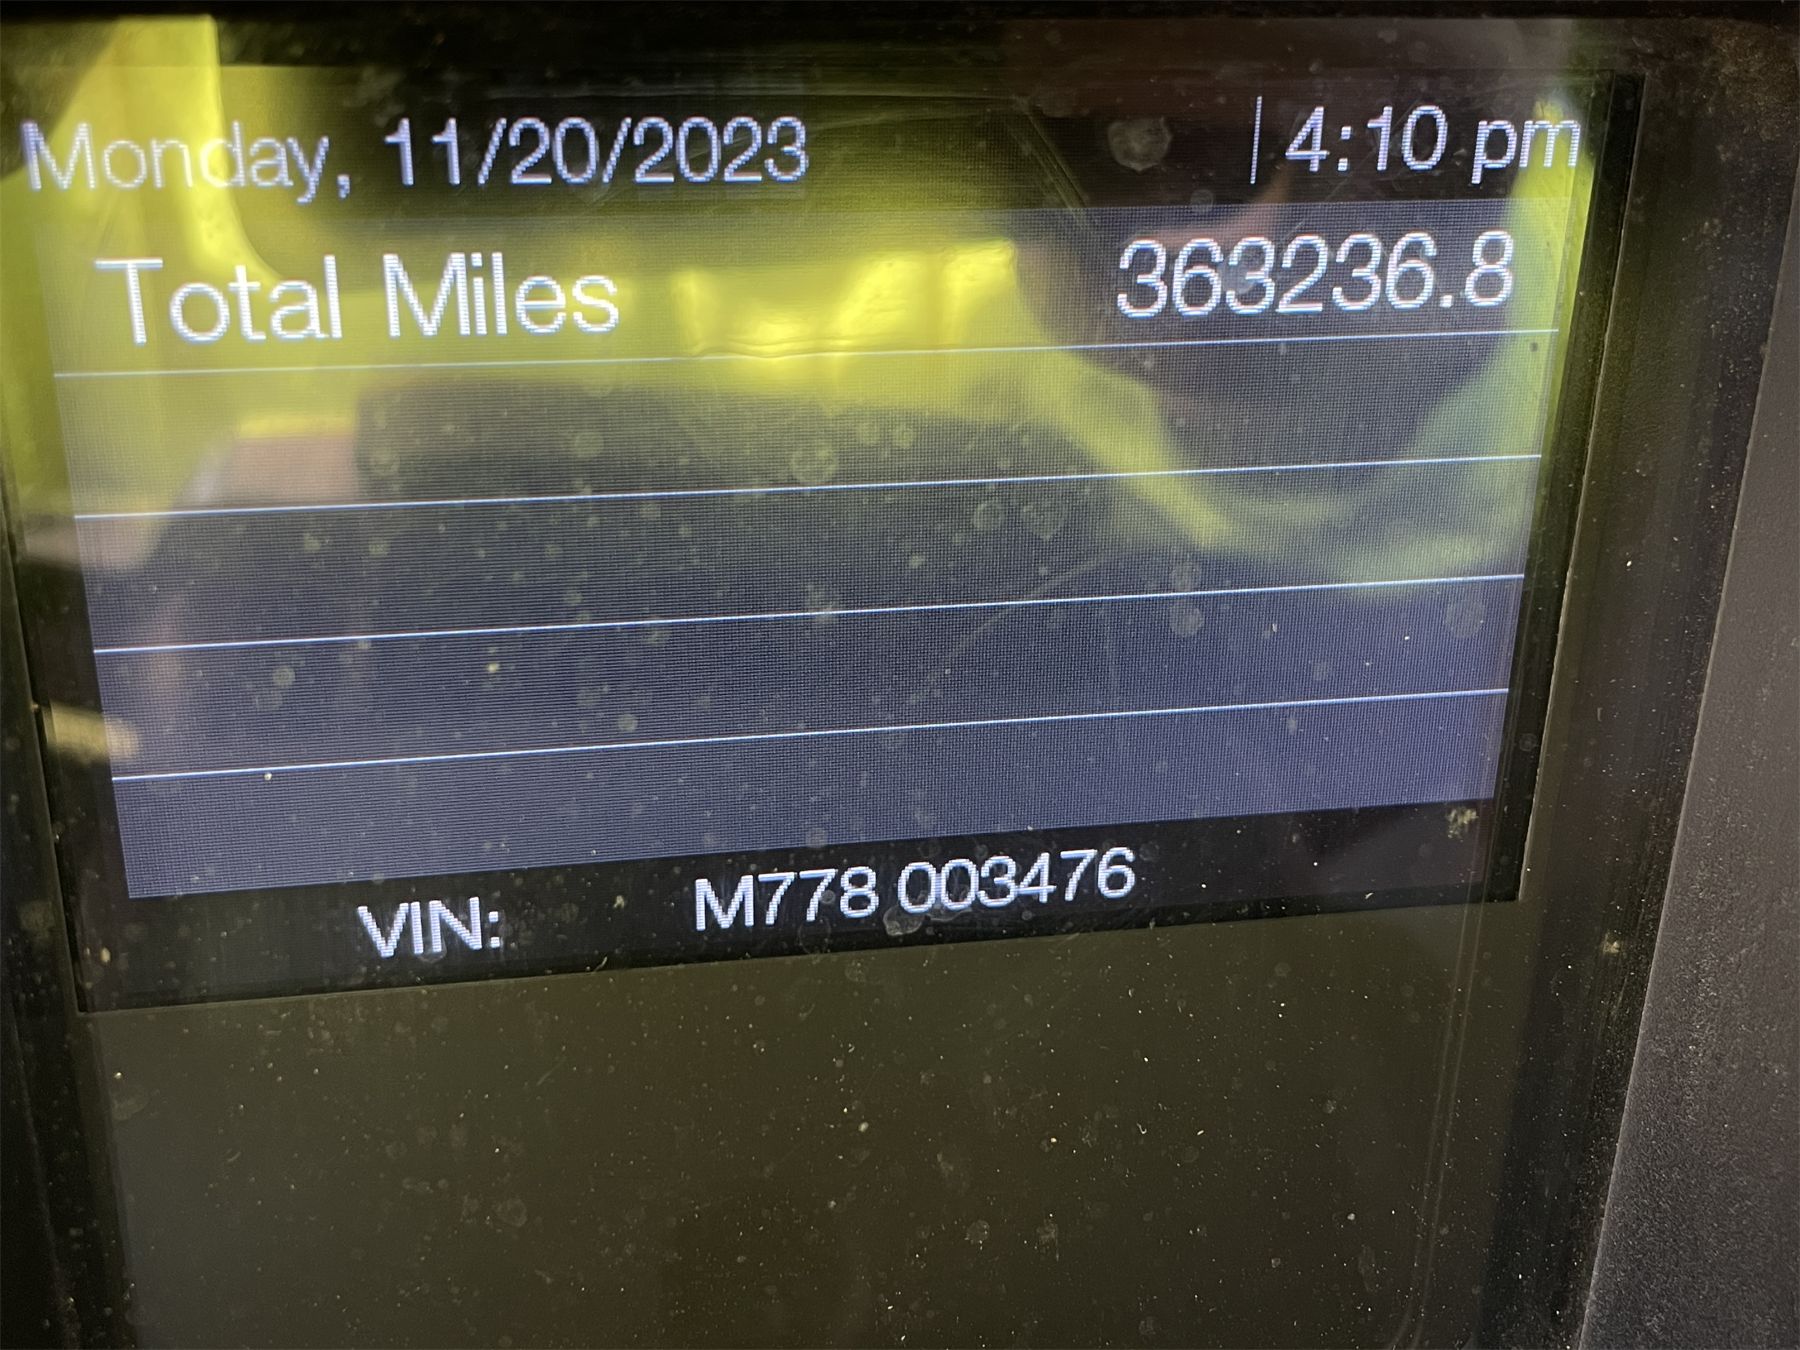 Monday, 11/20/2023 | 4:10 pm
Total Miles 363236.8
VIN: M778 003476